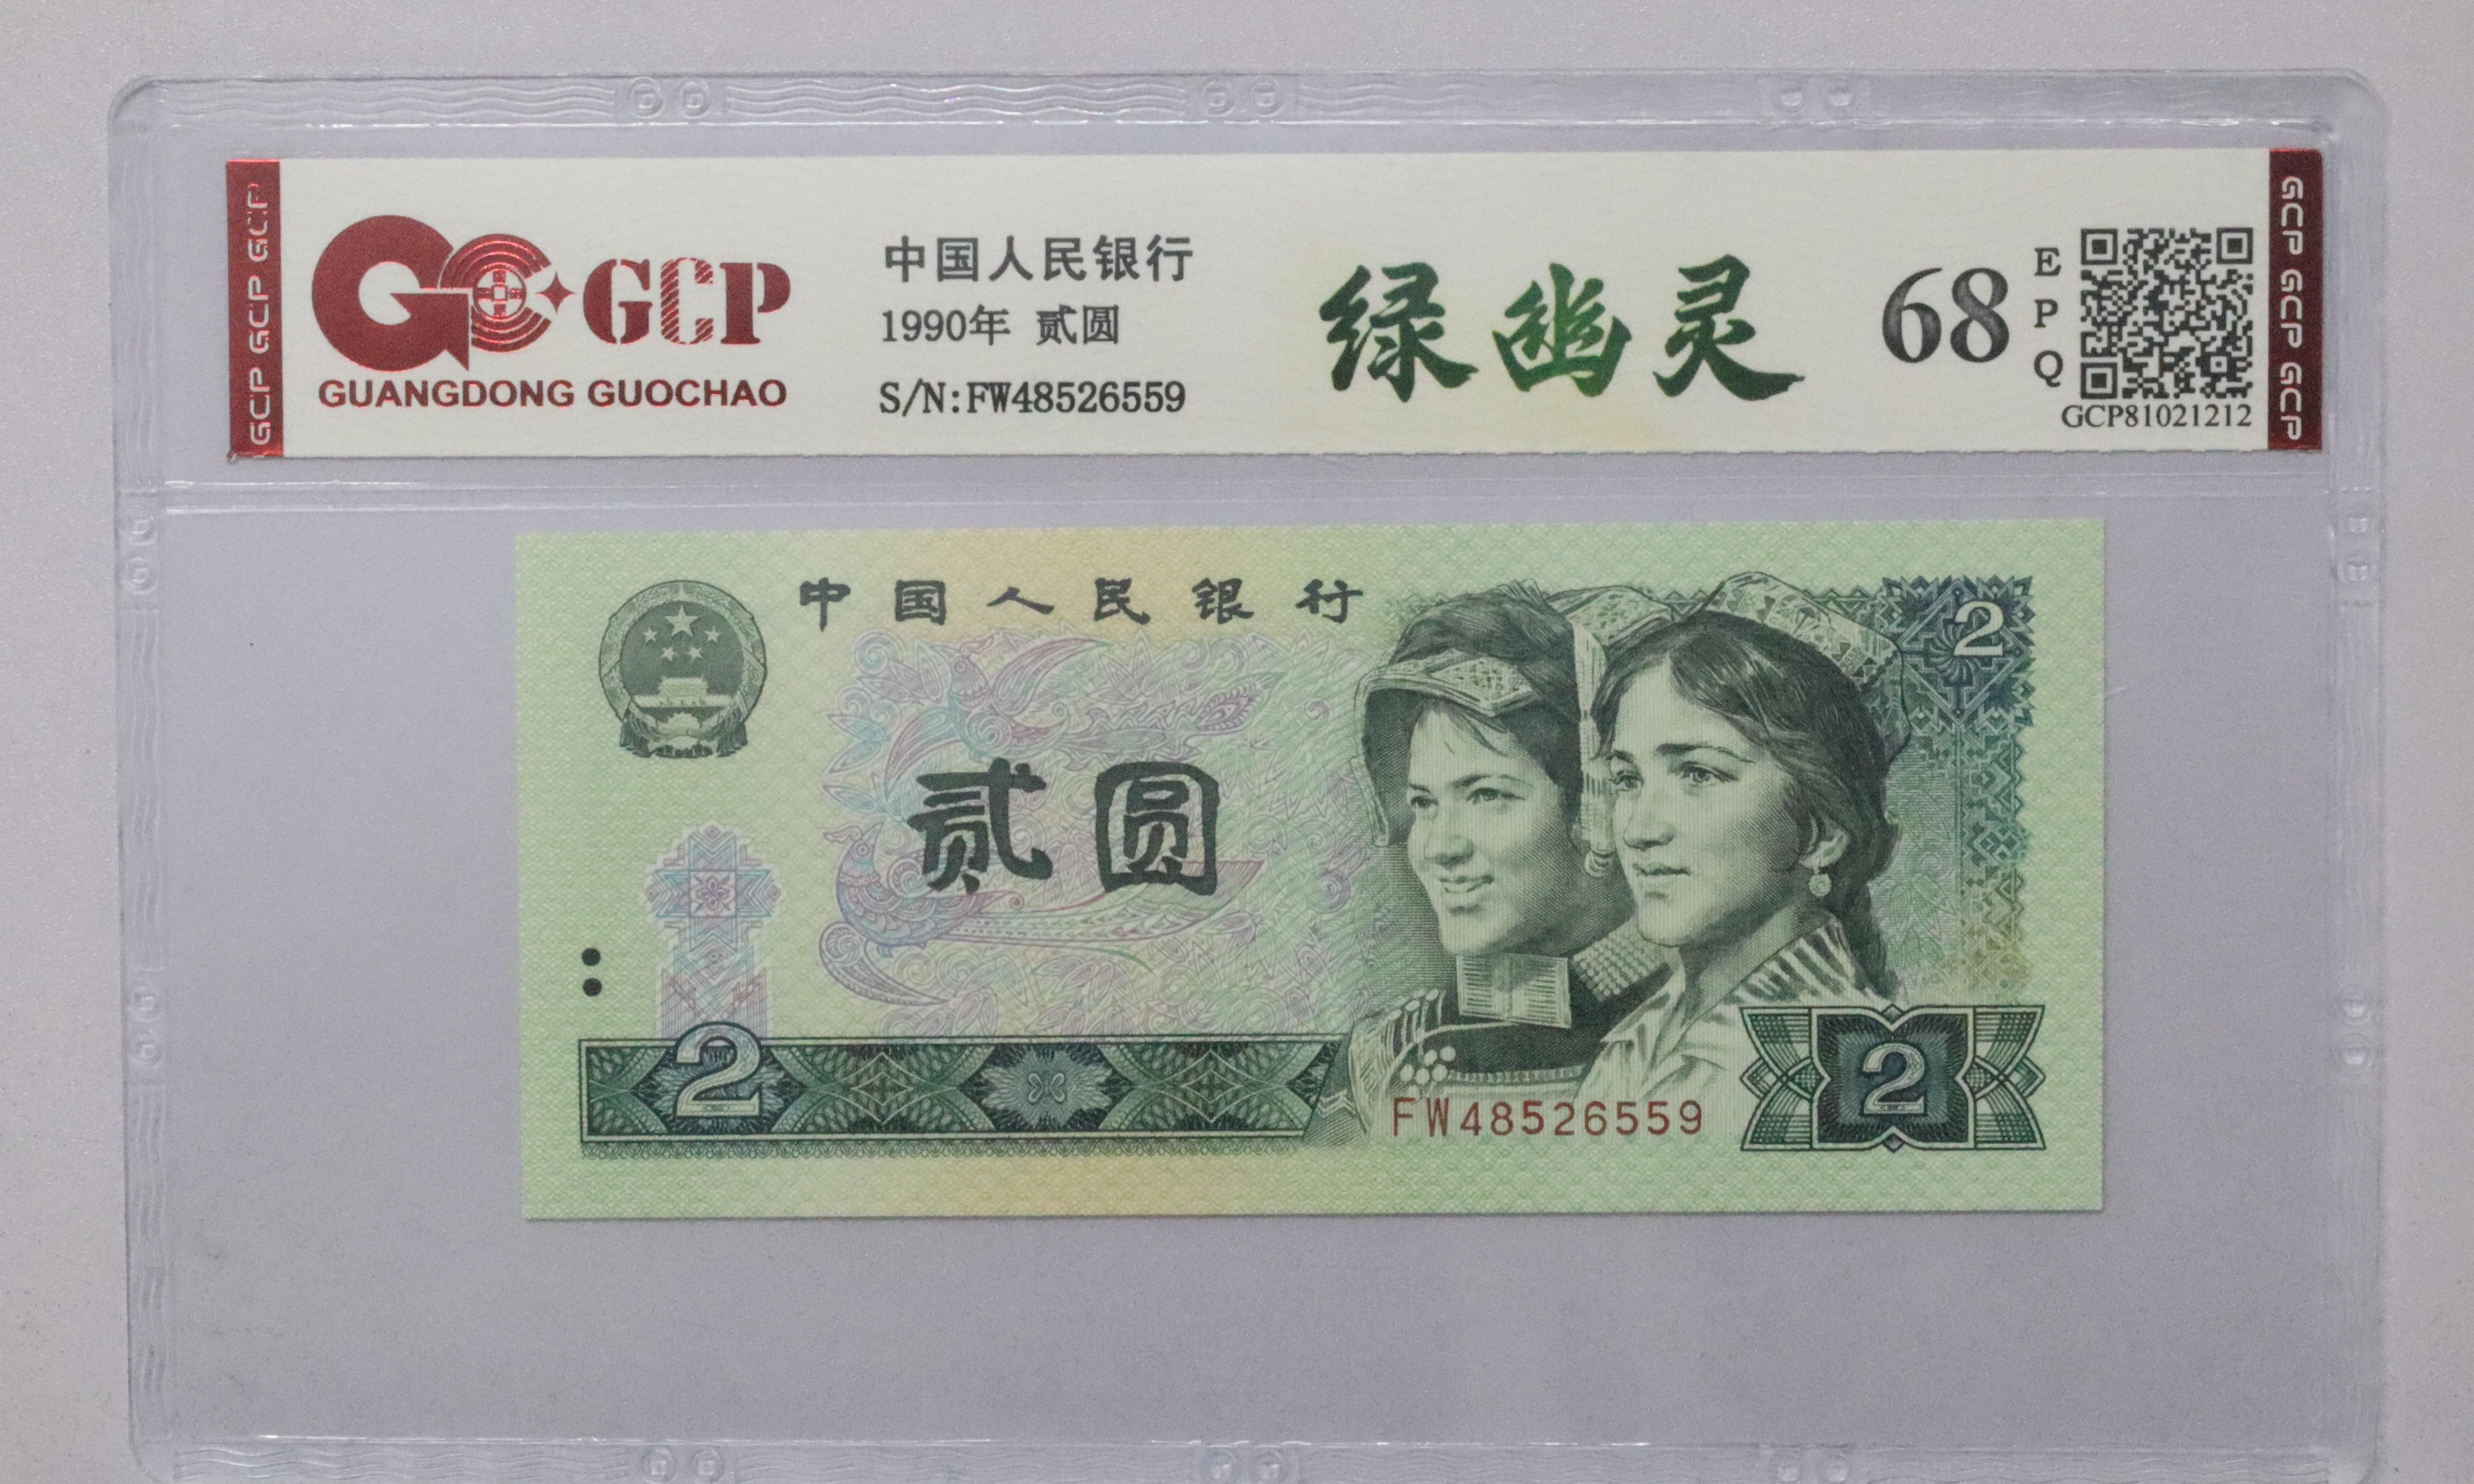 GCP GCP GCP
GCP
GUANGDONG GUOCHAO
中国人民银行
1990年 贰圆
S/N:FW48526559
绿幽灵
68
EPQ
GCP81021212
GCP GCP GCP
中国人民银行
2
贰圆
2
FW48526559
2